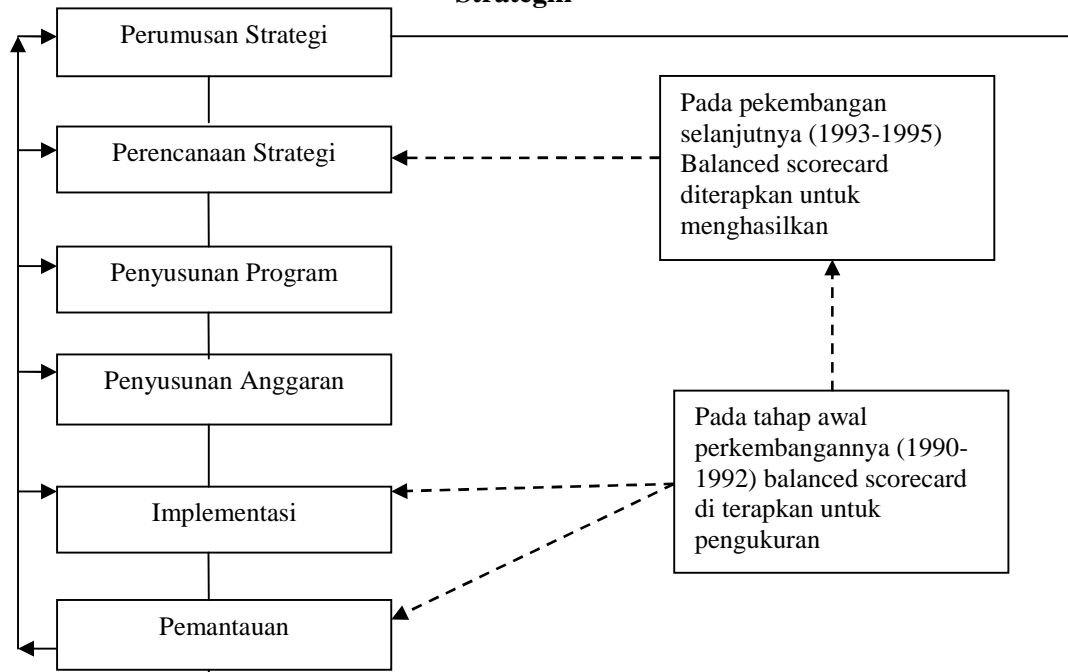 Strategik
Perumusan Strategi
Perencanaan Strategi
Penyusunan Program
Penyusunan Anggaran
Implementasi
Pemantauan
Pada pekembangan
selanjutnya (1993-1995)
Balanced scorecard
diterapkan untuk
menghasilkan
Pada tahap awal
perkembangannya (1990-
1992) balanced scorecard
di terapkan untuk
pengukuran